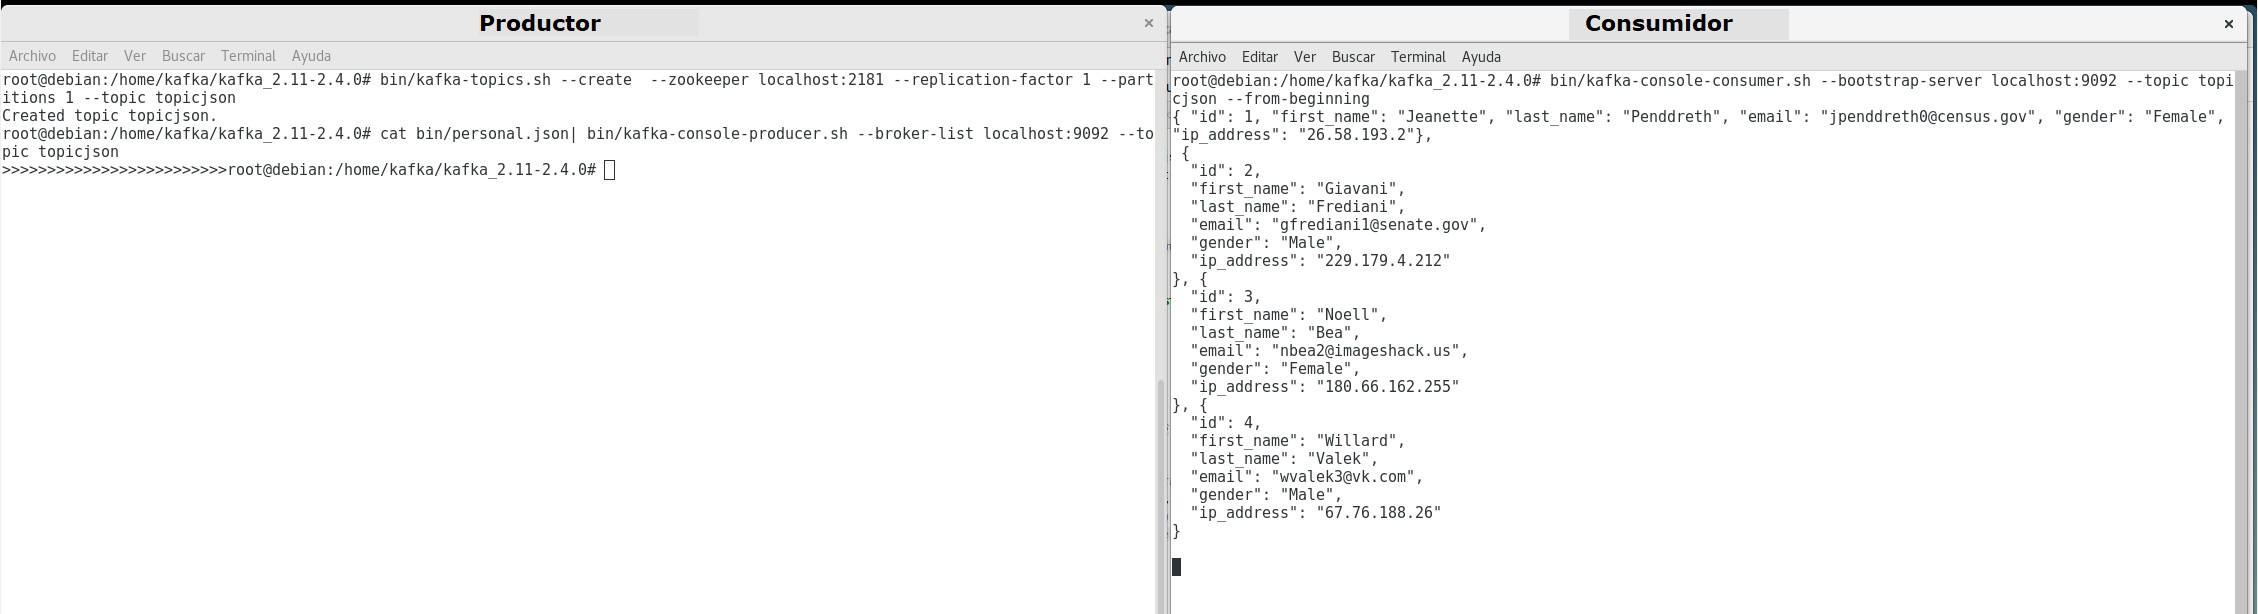 Productor
×
Archivo Editar Ver Buscar Terminal Ayuda
root@debian:/home/kafka/kafka_2.11-2.4.0# bin/kafka-topics.sh --create  --zookeeper localhost:2181 --replication-factor 1 --part
itions 1 --topic topicjson
Created topic topicjson.
root@debian:/home/kafka/kafka_2.11-2.4.0# cat bin/personal.json| bin/kafka-console-producer.sh --broker-list localhost:9092 --to
pic topicjson
>>>>>>>>>>>>>>>>>>>>>>>>>root@debian:/home/kafka/kafka_2.11-2.4.0#
Consumidor
×
Archivo Editar Ver Buscar Terminal Ayuda
root@debian:/home/kafka/kafka_2.11-2.4.0# bin/kafka-console-consumer.sh --bootstrap-server localhost:9092 --topic topi
cjson --from-beginning
{ "id": 1, "first_name": "Jeanette", "last_name": "Penddreth", "email": "jpenddreth0@census.gov", "gender": "Female",
"ip_address": "26.58.193.2"},
 {
  "id": 2,
  "first_name": "Giavani",
  "last_name": "Frediani",
  "email": "gfrediani1@senate.gov",
  "gender": "Male",
  "ip_address": "229.179.4.212"
}, {
  "id": 3,
  "first_name": "Noell",
  "last_name": "Bea",
  "email": "nbea2@imageshack.us",
  "gender": "Female",
  "ip_address": "180.66.162.255"
}, {
  "id": 4,
  "first_name": "Willard",
  "last_name": "Valek",
  "email": "wvalek3@vk.com",
  "gender": "Male",
  "ip_address": "67.76.188.26"
}